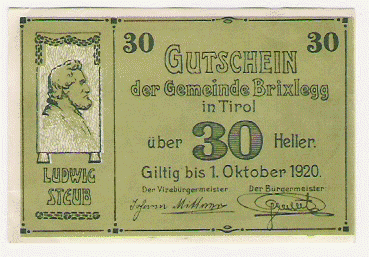 30
30
GUTSCHEIN
der Gemeinde Brixlegg
in Tirol
über 30 Heller.
Giltig bis 1. Oktober 1920.
Der Vizebürgermeister
Der Bürgermeister
Johann
LUDWIG
STEUB